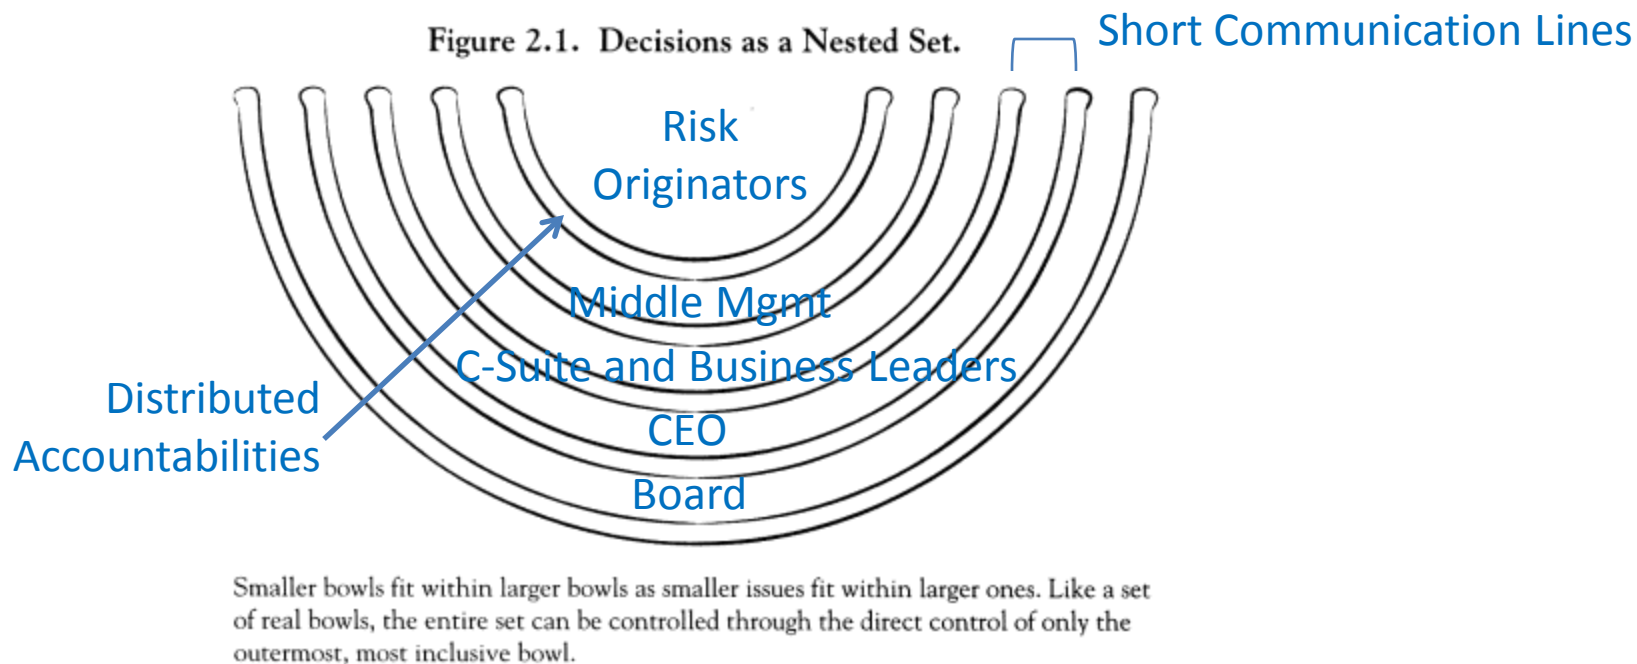 Figure 2.1. Decisions as a Nested Set.
Short Communication Lines
Risk
Originators
Middle Mgmt
C-Suite and Business Leaders
Distributed
Accountabilities
CEO
Board
Smaller bowls fit within larger bowls as smaller issues fit within larger ones. Like a set
of real bowls, the entire set can be controlled through the direct control of only the
outermost, most inclusive bowl.